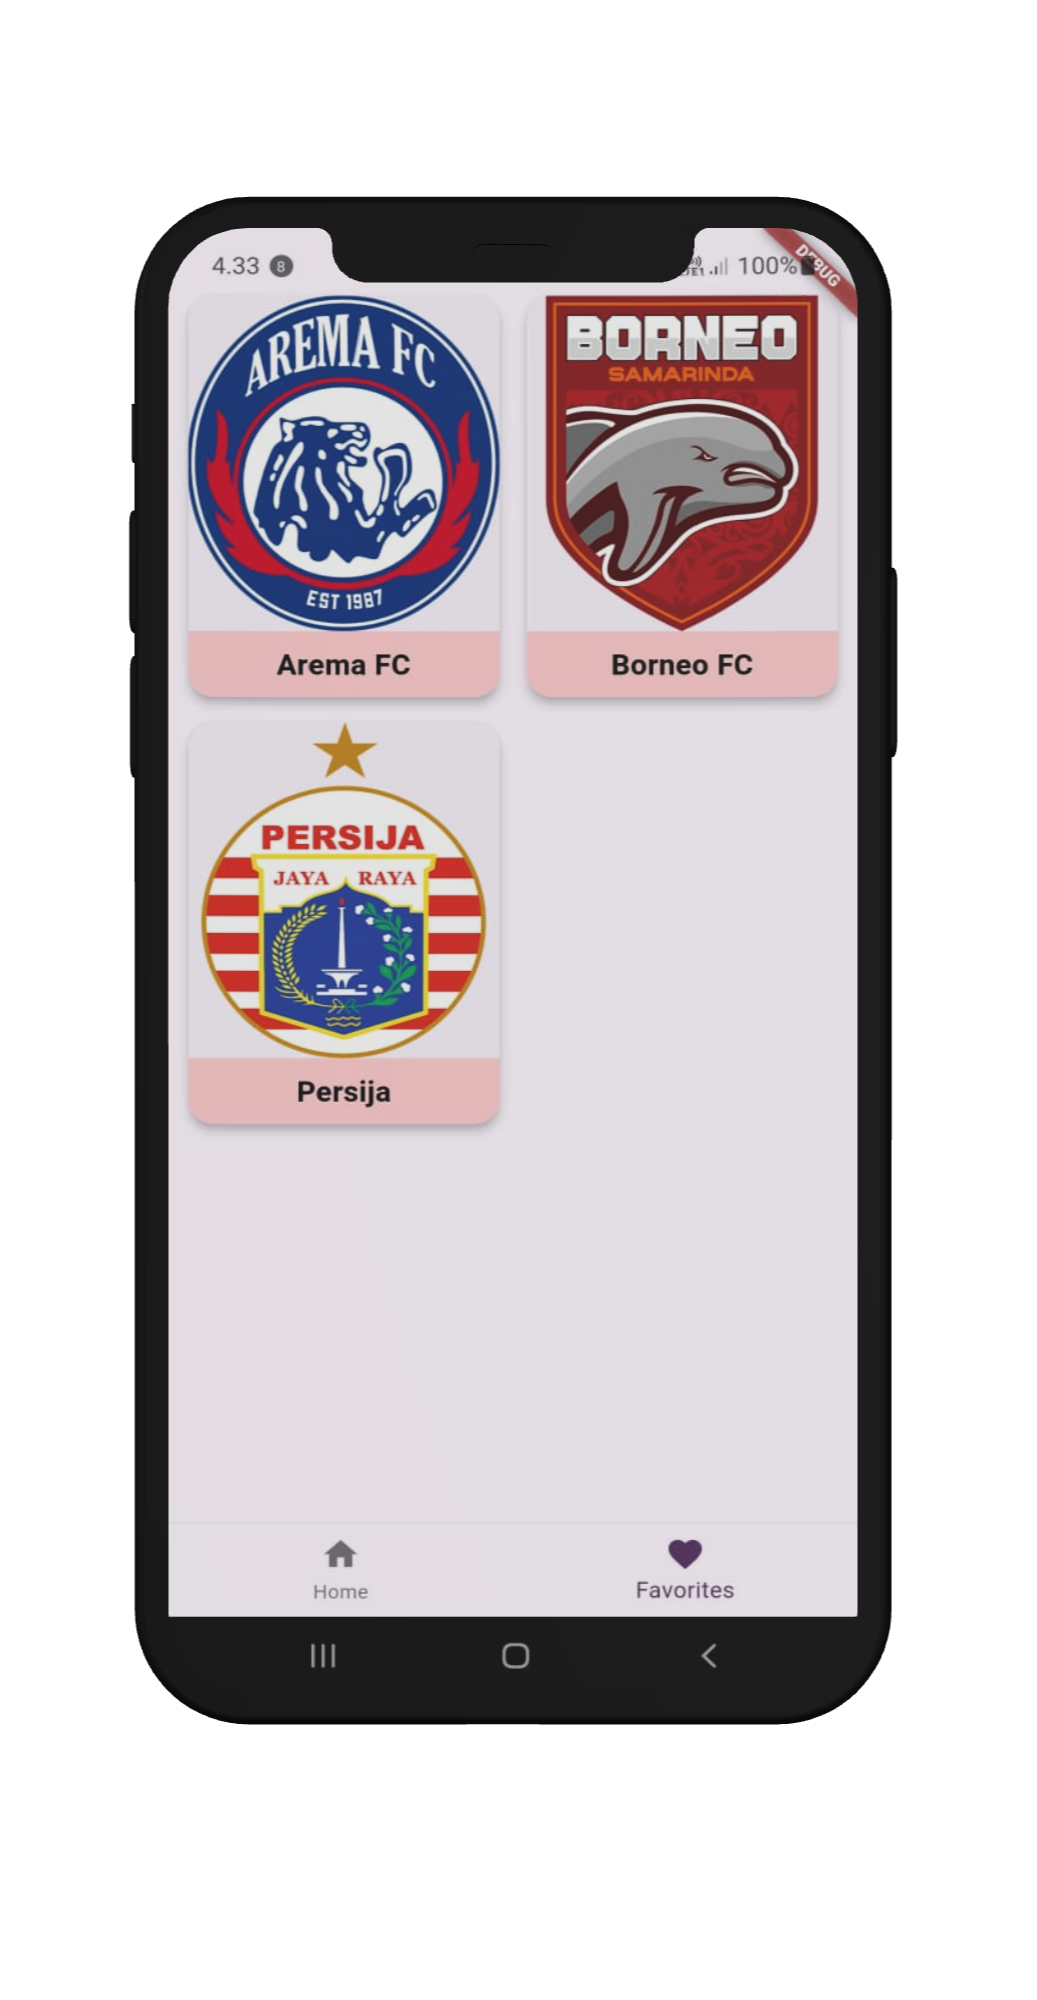 4.33 8
100%
DEBUG
AREMA FC
EST 1987
Arema FC
BORNEO
SAMARINDA
Borneo FC
PERSIJA
JAYA RAYA
Persija
Home
Favorites